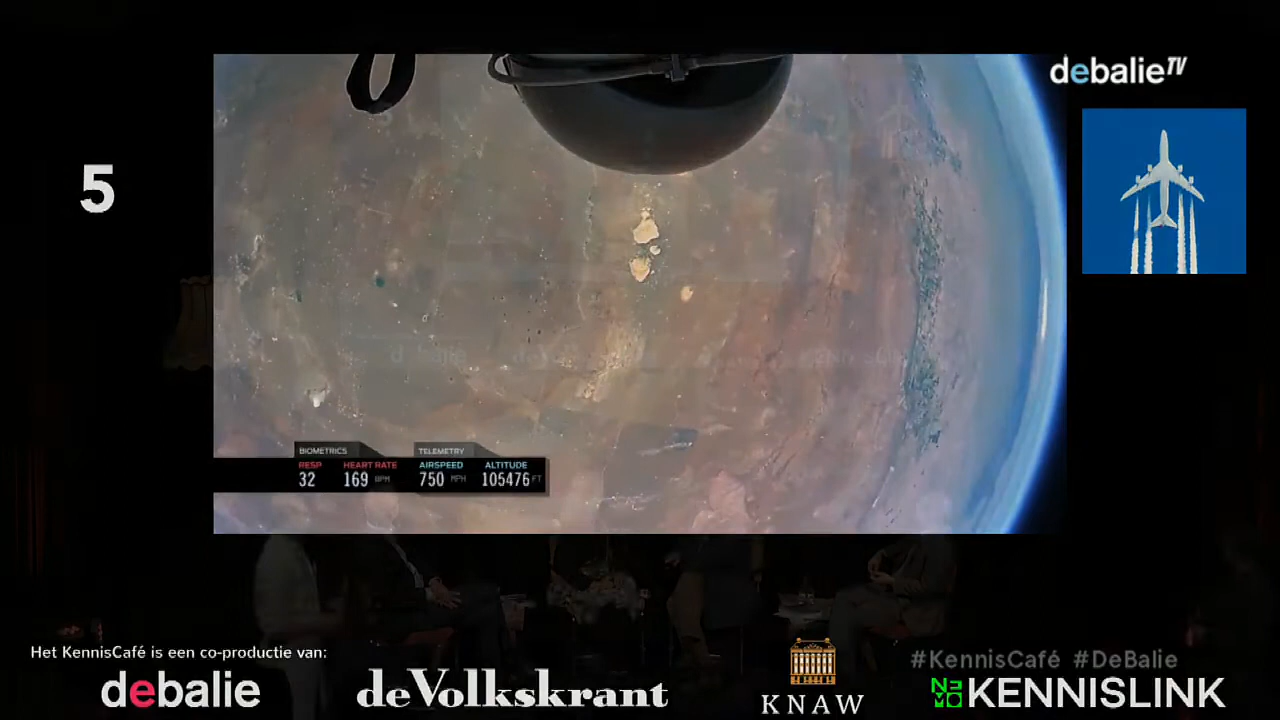 debalieTV
5
BIOMETRICS TELEMETRY
RESP HEART RATE AIRSPEED ALTITUDE
32 169 BPM 750 MPH 105476 FT
Het KennisCafé is een co-productie van:
debalie
deVolkskrant
KNAW
#KennisCafé #DeBalie
NEMO KENNISLINK